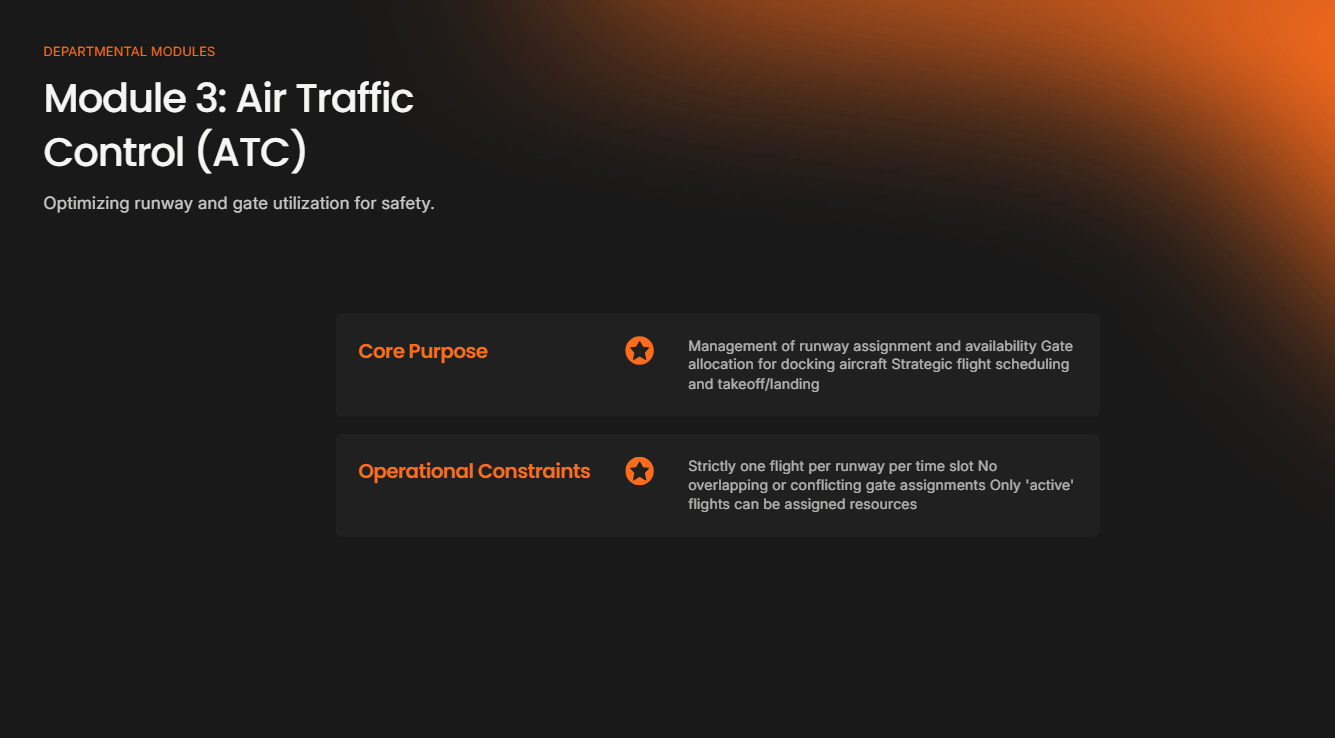 DEPARTMENTAL MODULES
Module 3: Air Traffic
Control (ATC)
Optimizing runway and gate utilization for safety.
Core Purpose
Management of runway assignment and availability Gate
allocation for docking aircraft Strategic flight scheduling
and takeoff/landing
Operational Constraints
Strictly one flight per runway per time slot No
overlapping or conflicting gate assignments Only 'active'
flights can be assigned resources